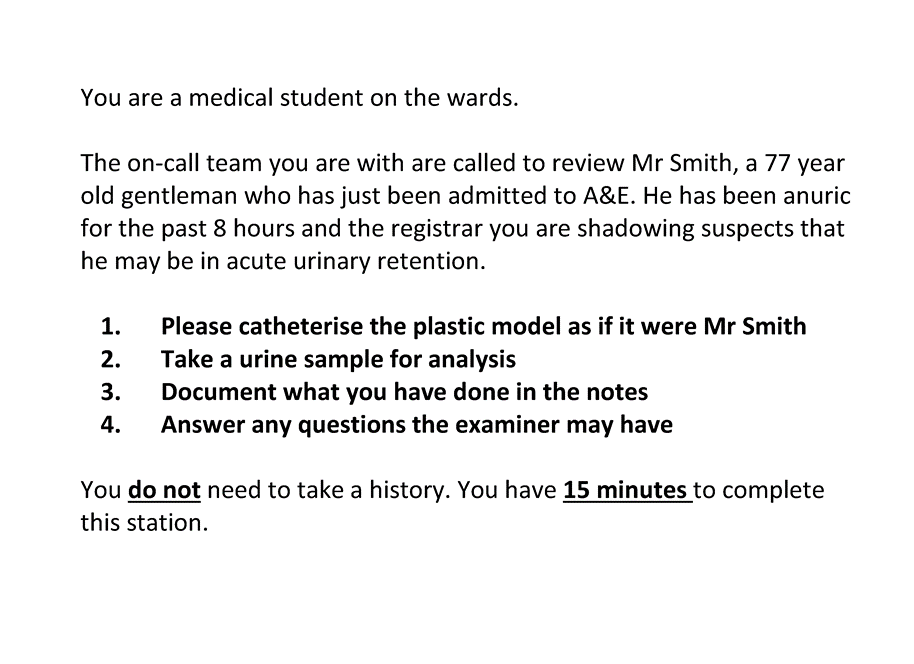 You are a medical student on the wards.
The on-call team you are with are called to review Mr Smith, a 77 year
old gentleman who has just been admitted to A&E. He has been anuric
for the past 8 hours and the registrar you are shadowing suspects that
he may be in acute urinary retention.
1. Please catheterise the plastic model as if it were Mr Smith
2. Take a urine sample for analysis
3. Document what you have done in the notes
4. Answer any questions the examiner may have
You do not need to take a history. You have 15 minutes to complete
this station.